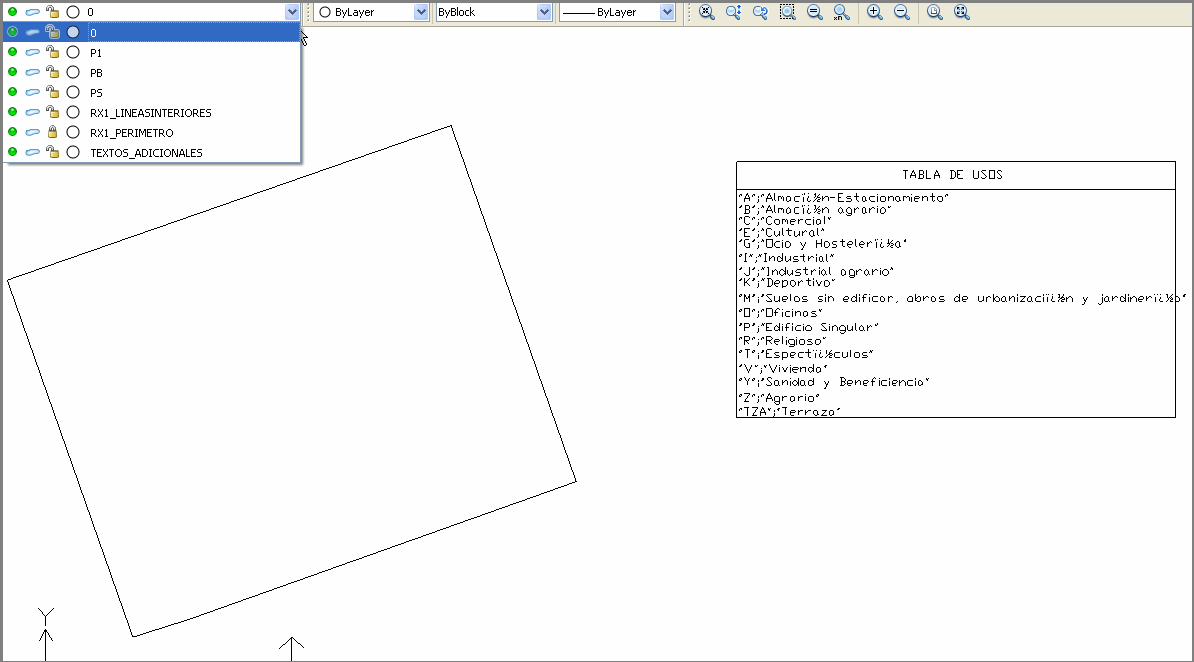 0 ByLayer ByBlock ByLayer
0
P1
PB
PS
RX1_LINEASINTERIORES
RX1_PERIMETRO
TEXTOS_ADICIONALES
TABLA DE USOS
"A";"Almacï¿½n-Estacionamiento"
"B";"Almacï¿½n agrario"
"C";"Comercial"
"E";"Cultural"
"G";"Ocio y Hostelerï¿½a"
"I";"Industrial"
"J";"Industrial agrario"
"K";"Deportivo"
"M";"Suelos sin edificar, obras de urbanizaciï¿½n y jardinerï¿½a"
"O";"Oficinas"
"P";"Edificio Singular"
"R";"Religioso"
"T";"Espectï¿½culos"
"V";"Vivienda"
"Y";"Sanidad y Beneficiencia"
"Z";"Agrario"
"TZA";"Terraza"
Y